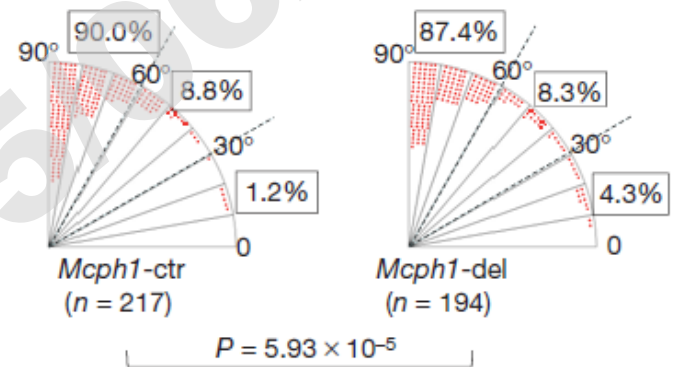 90.0%
90°
60°
8.8%
30°
1.2%
0
Mcph1-ctr
(n = 217)
87.4%
90°
60°
8.3%
30°
4.3%
0
Mcph1-del
(n = 194)
P = 5.93 × 10⁻⁵